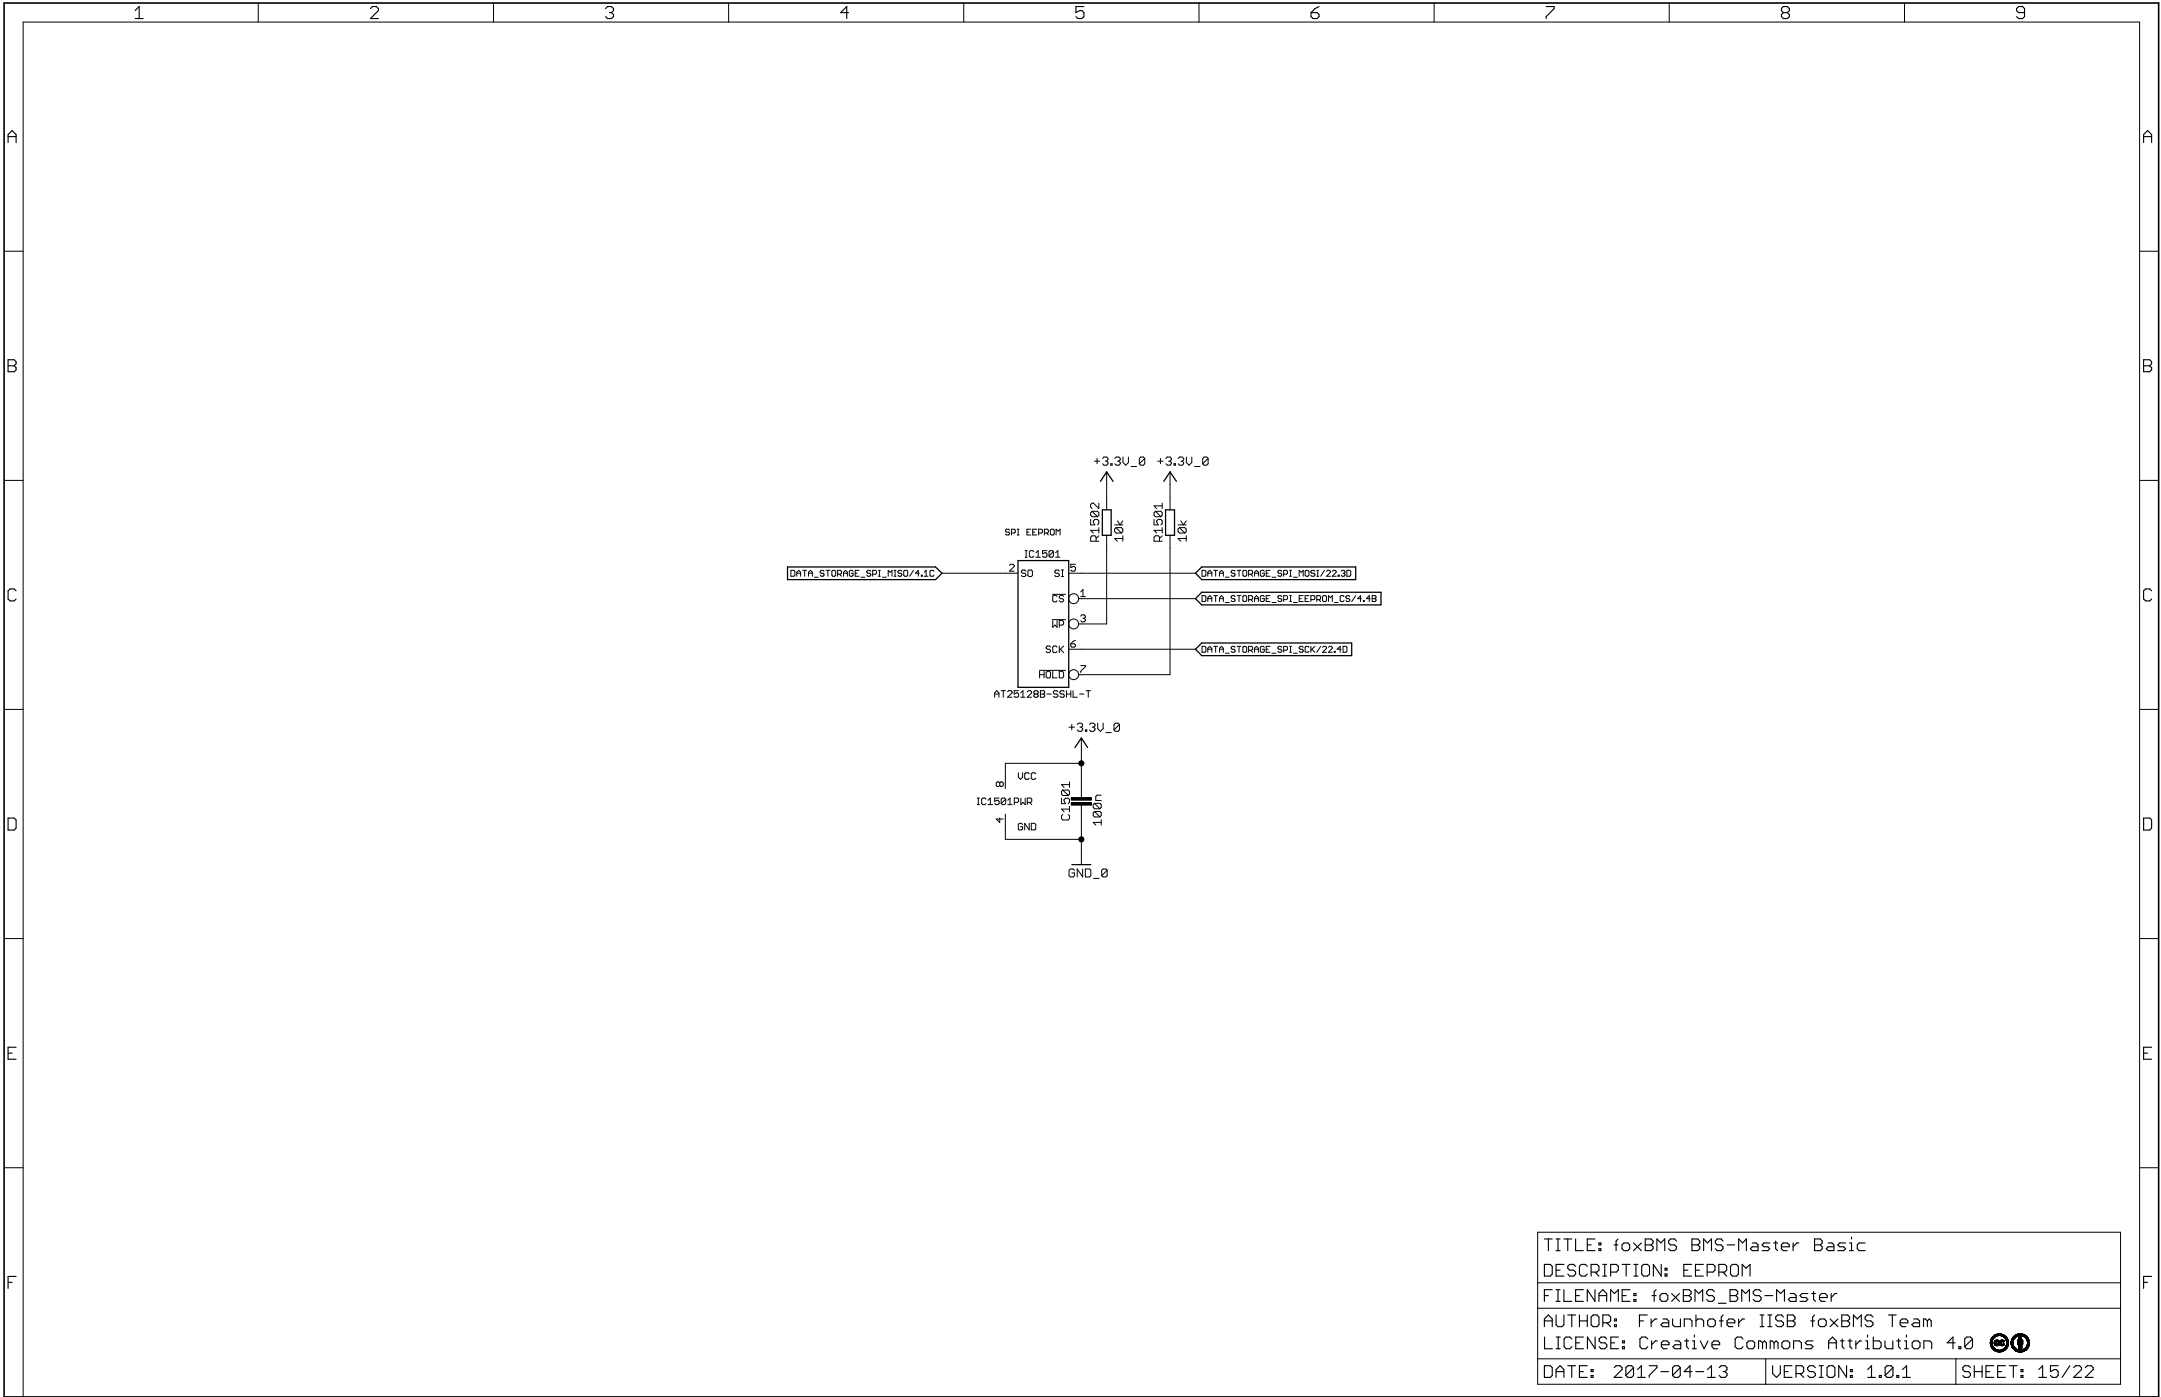 1 2 3 4 5 6 7 8 9
A A
B B
+3.3V_0 +3.3V_0
R1502 10k R1501 10k
SPI EEPROM
IC1501
DATA_STORAGE_SPI_MISO/4.1C 2 SO SI 5 DATA_STORAGE_SPI_MOSI/22.3D
C CS 1 DATA_STORAGE_SPI_EEPROM_CS/4.4B C
WP 3
SCK 6 DATA_STORAGE_SPI_SCK/22.4D
HOLD 7
AT25128B-SSHL-T
+3.3V_0
8 VCC
IC1501PWR C1501 100n
4 GND
D D
GND_0
E E
F F
TITLE: foxBMS BMS-Master Basic
DESCRIPTION: EEPROM
FILENAME: foxBMS_BMS-Master
AUTHOR: Fraunhofer IISB foxBMS Team
LICENSE: Creative Commons Attribution 4.0 cc
DATE: 2017-04-13 VERSION: 1.0.1 SHEET: 15/22